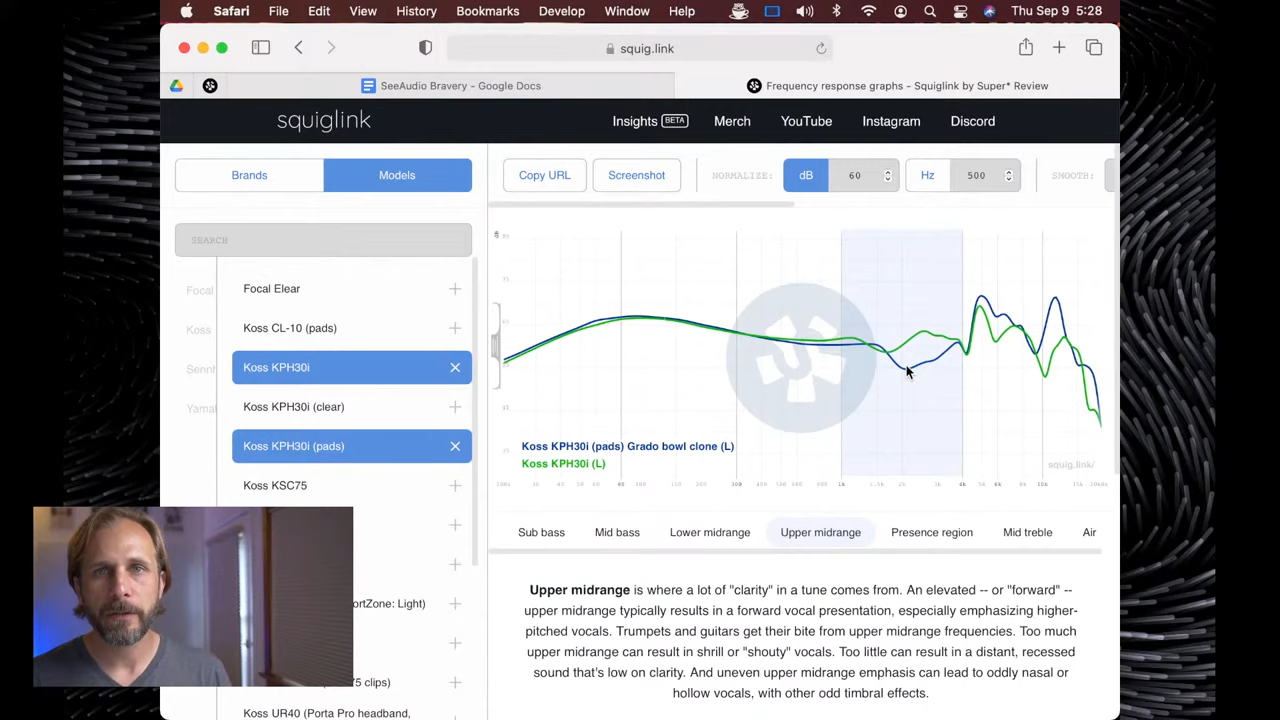 Safari File Edit View History Bookmarks Develop Window Help Thu Sep 9 5:28
squig.link
SeeAudio Bravery - Google Docs
Frequency response graphs - Squiglink by Super* Review
squiglink
Insights BETA Merch YouTube Instagram Discord
Brands Models
Copy URL Screenshot NORMALIZE: dB 60 Hz 500 SMOOTH:
SEARCH
Focal
Koss
Sennh
Yamal
Focal Elear
Koss CL-10 (pads)
Koss KPH30i
Koss KPH30i (clear)
Koss KPH30i (pads)
Koss KSC75
ortZone: Light)
75 clips)
Koss UR40 (Porta Pro headband,
Koss KPH30i (pads) Grado bowl clone (L)
Koss KPH30i (L)
squig.link/
Sub bass Mid bass Lower midrange Upper midrange Presence region Mid treble Air
Upper midrange is where a lot of "clarity" in a tune comes from. An elevated -- or "forward" --
upper midrange typically results in a forward vocal presentation, especially emphasizing higher-
pitched vocals. Trumpets and guitars get their bite from upper midrange frequencies. Too much
upper midrange can result in shrill or "shouty" vocals. Too little can result in a distant, recessed
sound that's low on clarity. And uneven upper midrange emphasis can lead to oddly nasal or
hollow vocals, with other odd timbral effects.